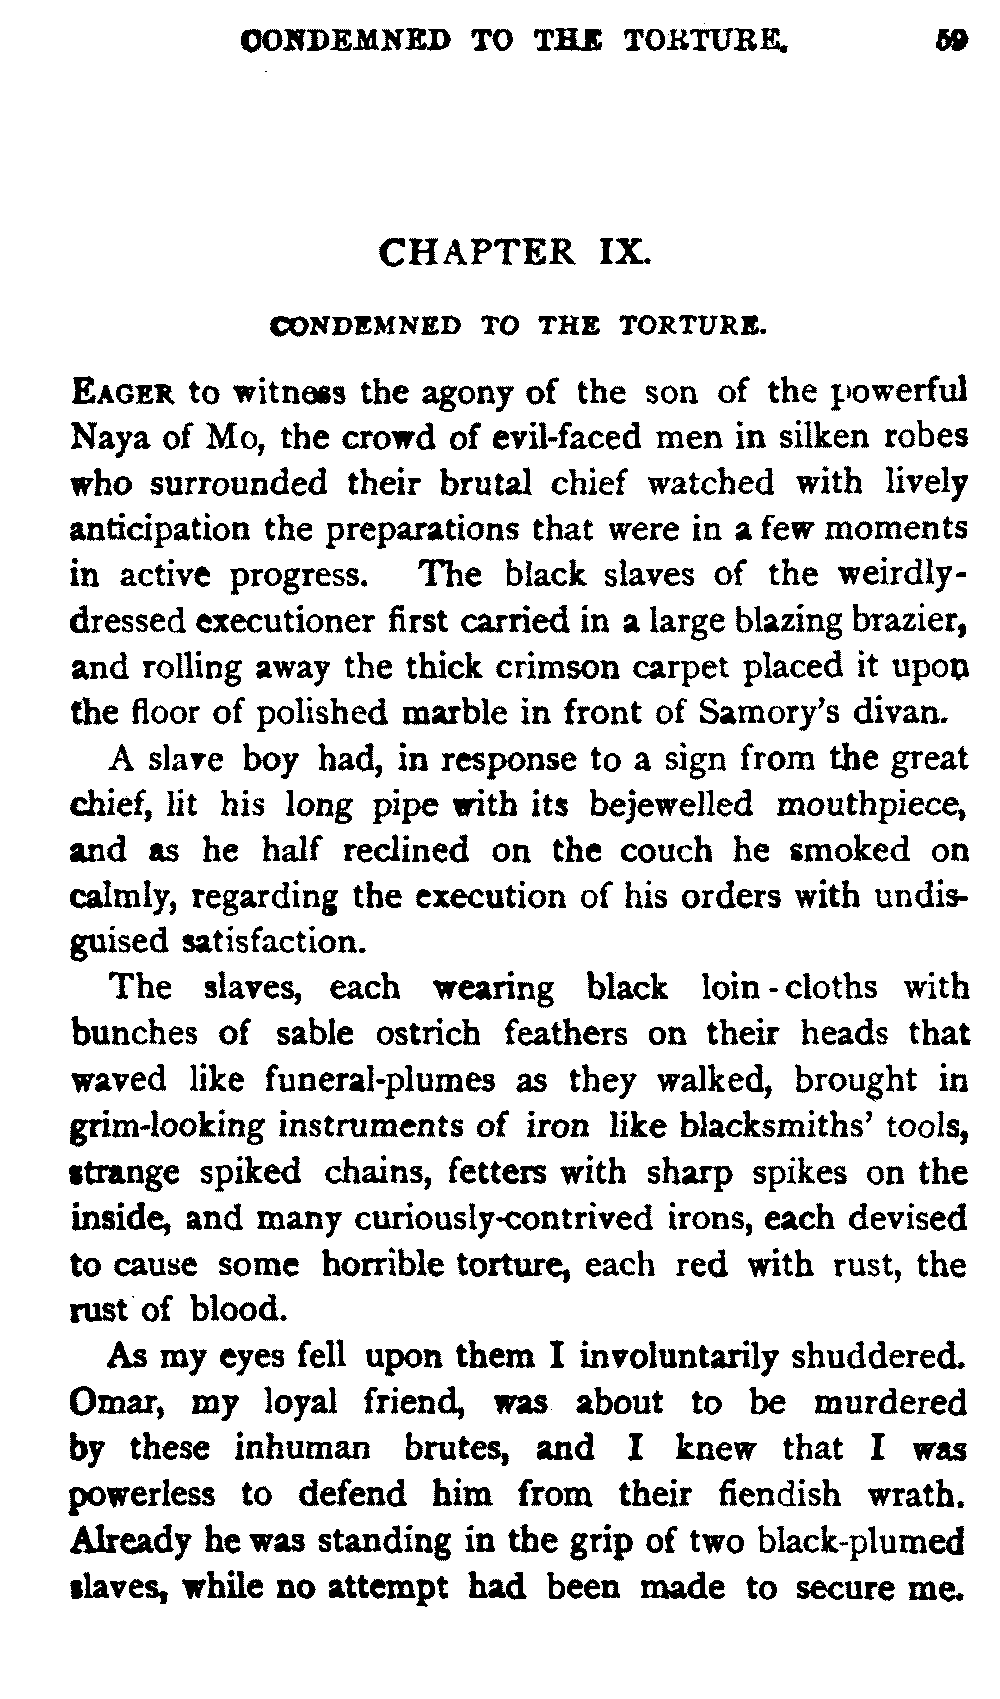 CONDEMNED TO THE TORTURE. 59
CHAPTER IX.
CONDEMNED TO THE TORTURE.
EAGER to witness the agony of the son of the powerful
Naya of Mo, the crowd of evil-faced men in silken robes
who surrounded their brutal chief watched with lively
anticipation the preparations that were in a few moments
in active progress. The black slaves of the weirdly-
dressed executioner first carried in a large blazing brazier,
and rolling away the thick crimson carpet placed it upon
the floor of polished marble in front of Samory's divan.
A slave boy had, in response to a sign from the great
chief, lit his long pipe with its bejewelled mouthpiece,
and as he half reclined on the couch he smoked on
calmly, regarding the execution of his orders with undis-
guised satisfaction.
The slaves, each wearing black loin-cloths with
bunches of sable ostrich feathers on their heads that
waved like funeral-plumes as they walked, brought in
grim-looking instruments of iron like blacksmiths' tools,
strange spiked chains, fetters with sharp spikes on the
inside, and many curiously-contrived irons, each devised
to cause some horrible torture, each red with rust, the
rust of blood.
As my eyes fell upon them I involuntarily shuddered.
Omar, my loyal friend, was about to be murdered
by these inhuman brutes, and I knew that I was
powerless to defend him from their fiendish wrath.
Already he was standing in the grip of two black-plumed
slaves, while no attempt had been made to secure me.